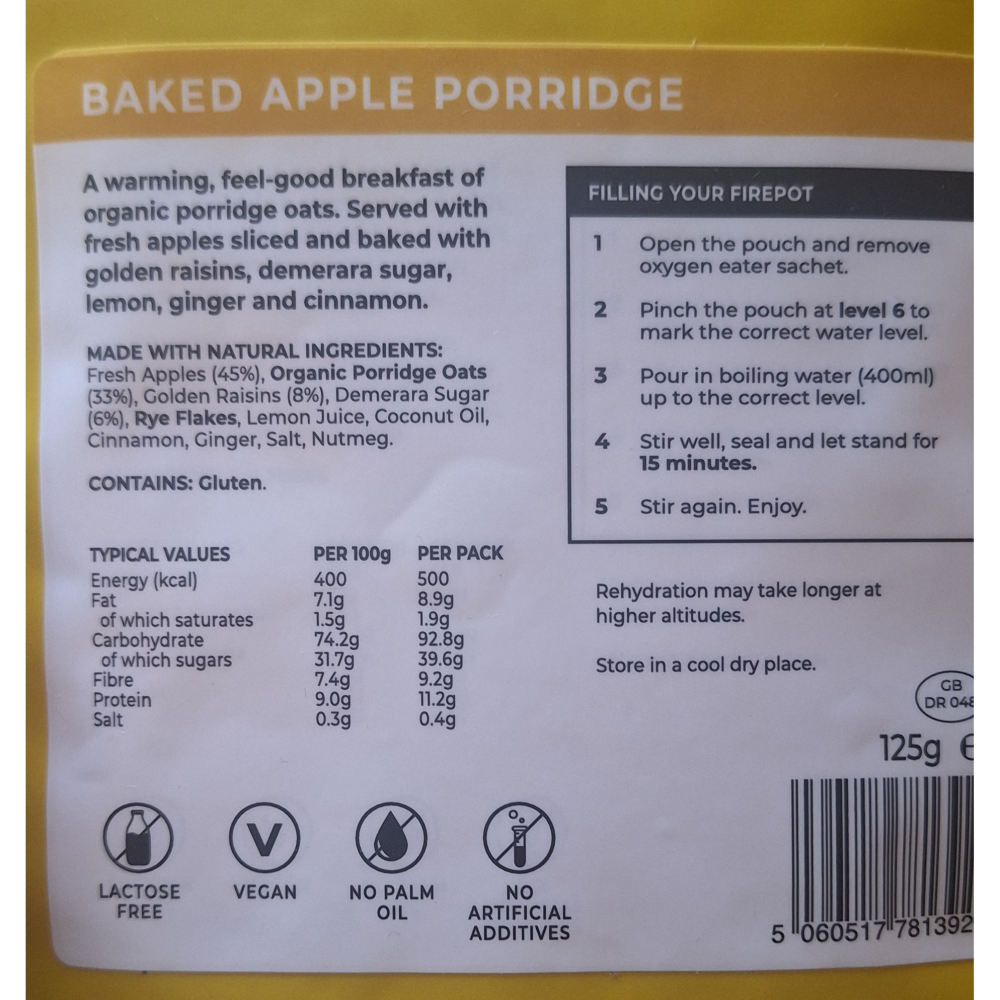 BAKED APPLE PORRIDGE
A warming, feel-good breakfast of
organic porridge oats. Served with
fresh apples sliced and baked with
golden raisins, demerara sugar,
lemon, ginger and cinnamon.
MADE WITH NATURAL INGREDIENTS:
Fresh Apples (45%), Organic Porridge Oats
(33%), Golden Raisins (8%), Demerara Sugar
(6%), Rye Flakes, Lemon Juice, Coconut Oil,
Cinnamon, Ginger, Salt, Nutmeg.
CONTAINS: Gluten.
TYPICAL VALUES PER 100g PER PACK
Energy (kcal) 400 500
Fat 7.1g 8.9g
of which saturates 1.5g 1.9g
Carbohydrate 74.2g 92.8g
of which sugars 31.7g 39.6g
Fibre 7.4g 9.2g
Protein 9.0g 11.2g
Salt 0.3g 0.4g
LACTOSE
FREE
V
VEGAN
NO PALM
OIL
NO
ARTIFICIAL
ADDITIVES
FILLING YOUR FIREPOT
1 Open the pouch and remove
oxygen eater sachet.
2 Pinch the pouch at level 6 to
mark the correct water level.
3 Pour in boiling water (400ml)
up to the correct level.
4 Stir well, seal and let stand for
15 minutes.
5 Stir again. Enjoy.
Rehydration may take longer at
higher altitudes.
Store in a cool dry place.
GB
DR 048
125g e
5 060517 781392